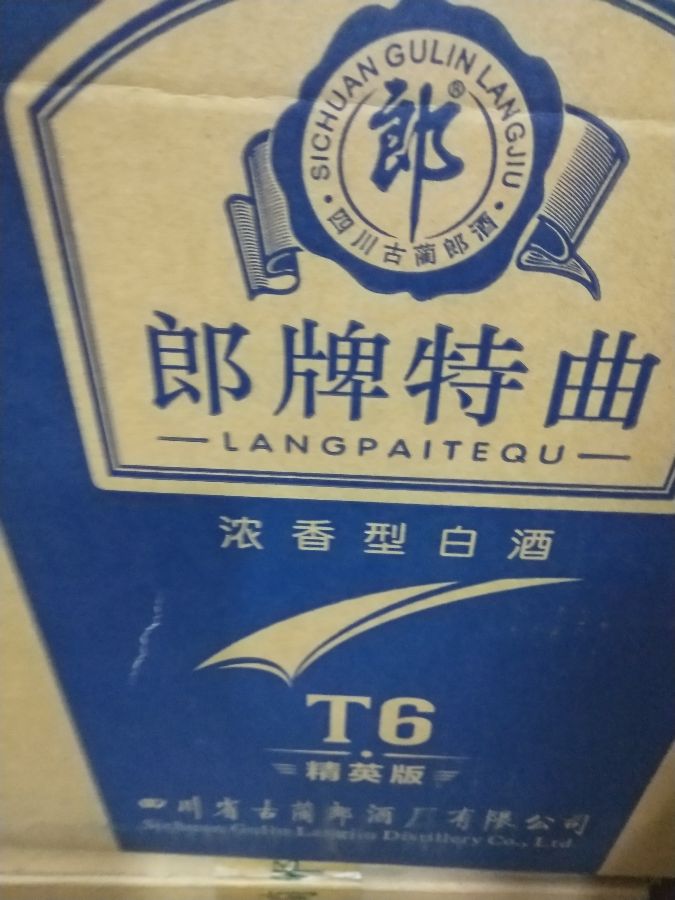 SICHUAN GULIN LANGJIU
郎®
·四川古蔺郎酒·
郎牌特曲
LANGPAITEQU
浓香型白酒
T6
精英版
四川省古蔺郎酒厂有限公司
Sichuan Gulin Langjiu Distillery Co., Ltd